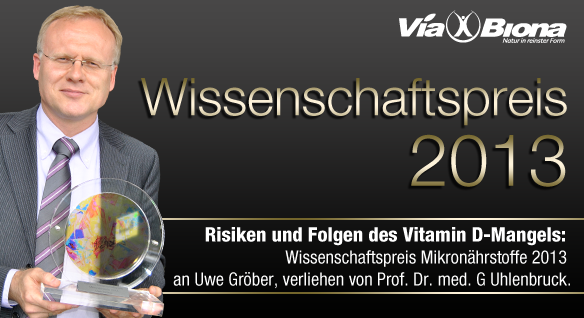 Via Biona
Natur in reinster Form
Wissenschaftspreis
2013
Risiken und Folgen des Vitamin D-Mangels:
Wissenschaftspreis Mikronährstoffe 2013
an Uwe Gröber, verliehen von Prof. Dr. med. G Uhlenbruck.